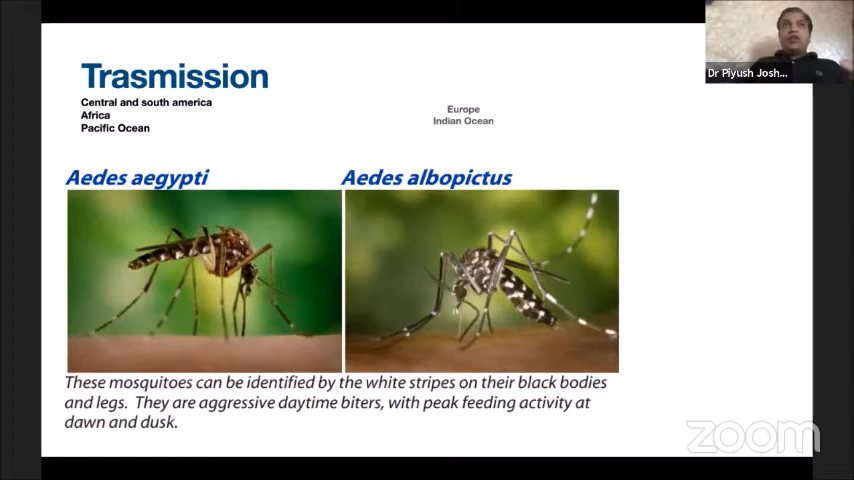 Trasmission
Central and south america
Africa
Pacific Ocean
Europe
Indian Ocean
Aedes aegypti
Aedes albopictus
These mosquitoes can be identified by the white stripes on their black bodies
and legs. They are aggressive daytime biters, with peak feeding activity at
dawn and dusk.
Dr Piyush Josh...
zoom